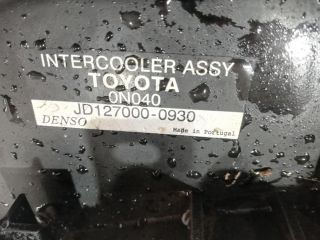 INTERCOOLER ASSY
TOYOTA
0N040
JD127000-0930
DENSO Made in Portugal